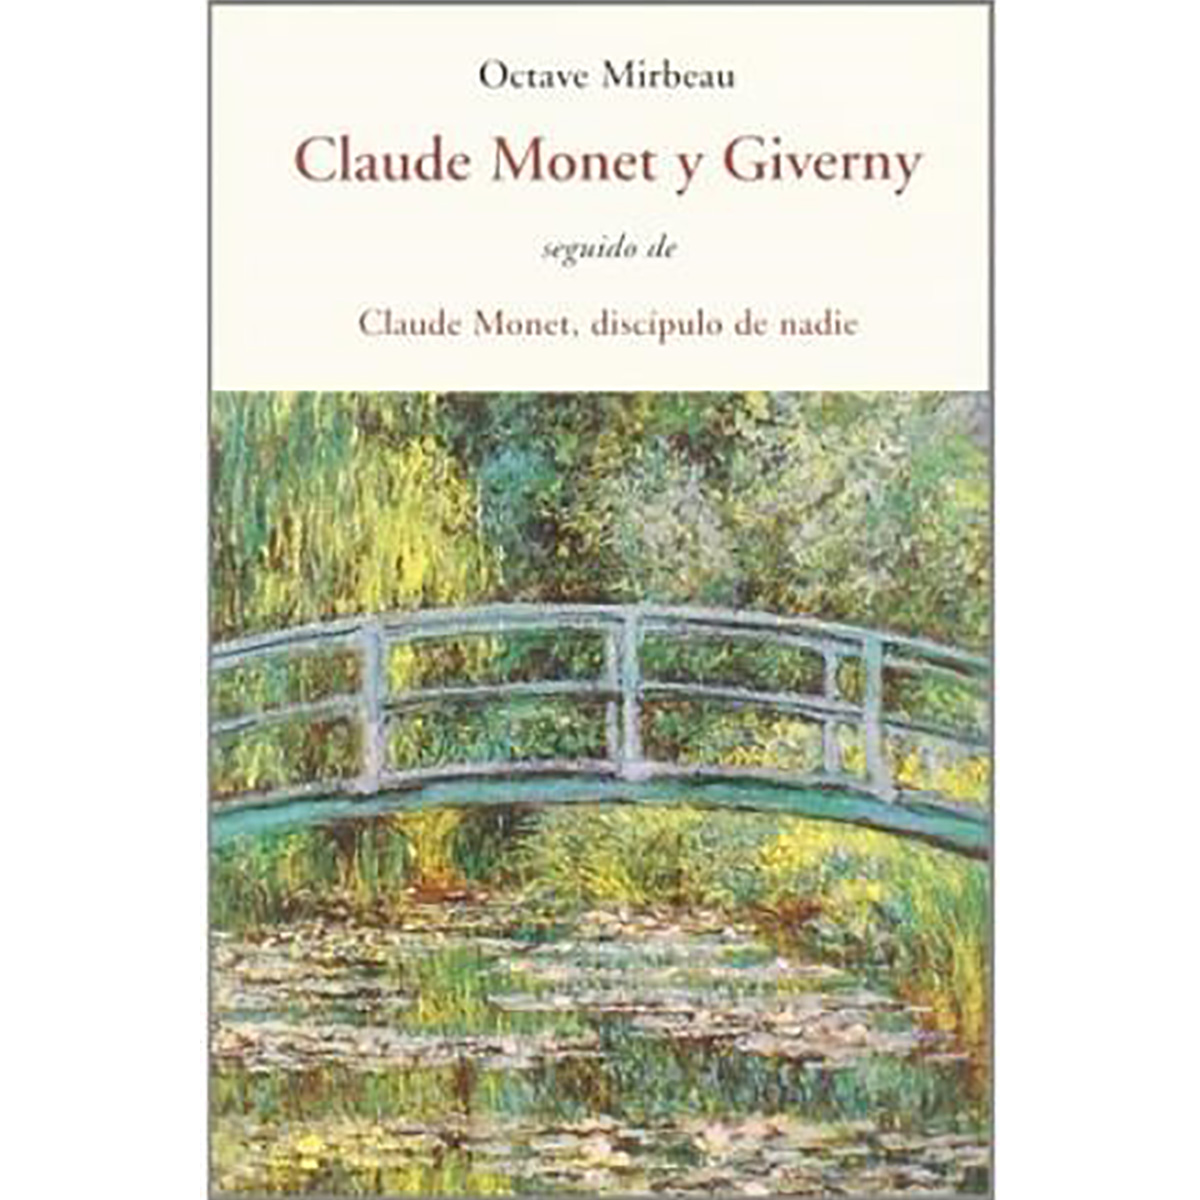 Octave Mirbeau
Claude Monet y Giverny
seguido de
Claude Monet, discípulo de nadie